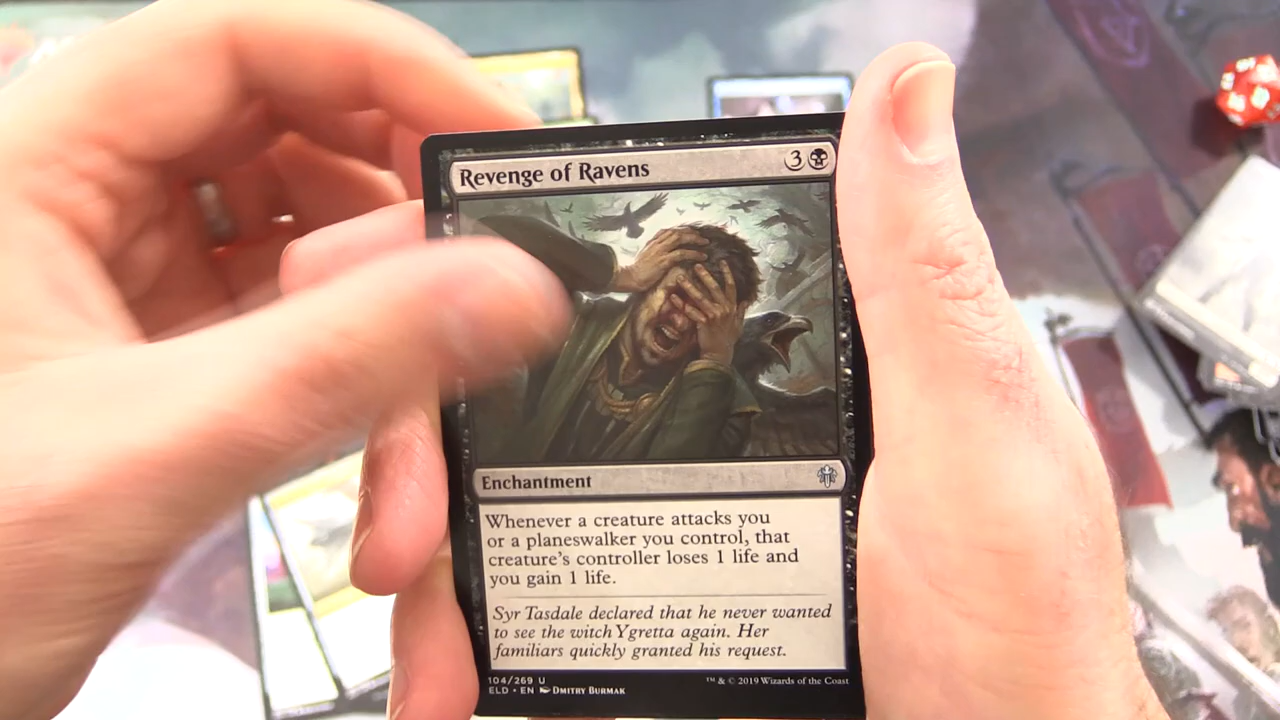 Revenge of Ravens 3
Enchantment
Whenever a creature attacks you
or a planeswalker you control, that
creature's controller loses 1 life and
you gain 1 life.
Syr Tasdale declared that he never wanted
to see the witch Ygretta again. Her
familiars quickly granted his request.
104/269 U
ELD • EN Dmitry Burmak
™ & © 2019 Wizards of the Coast